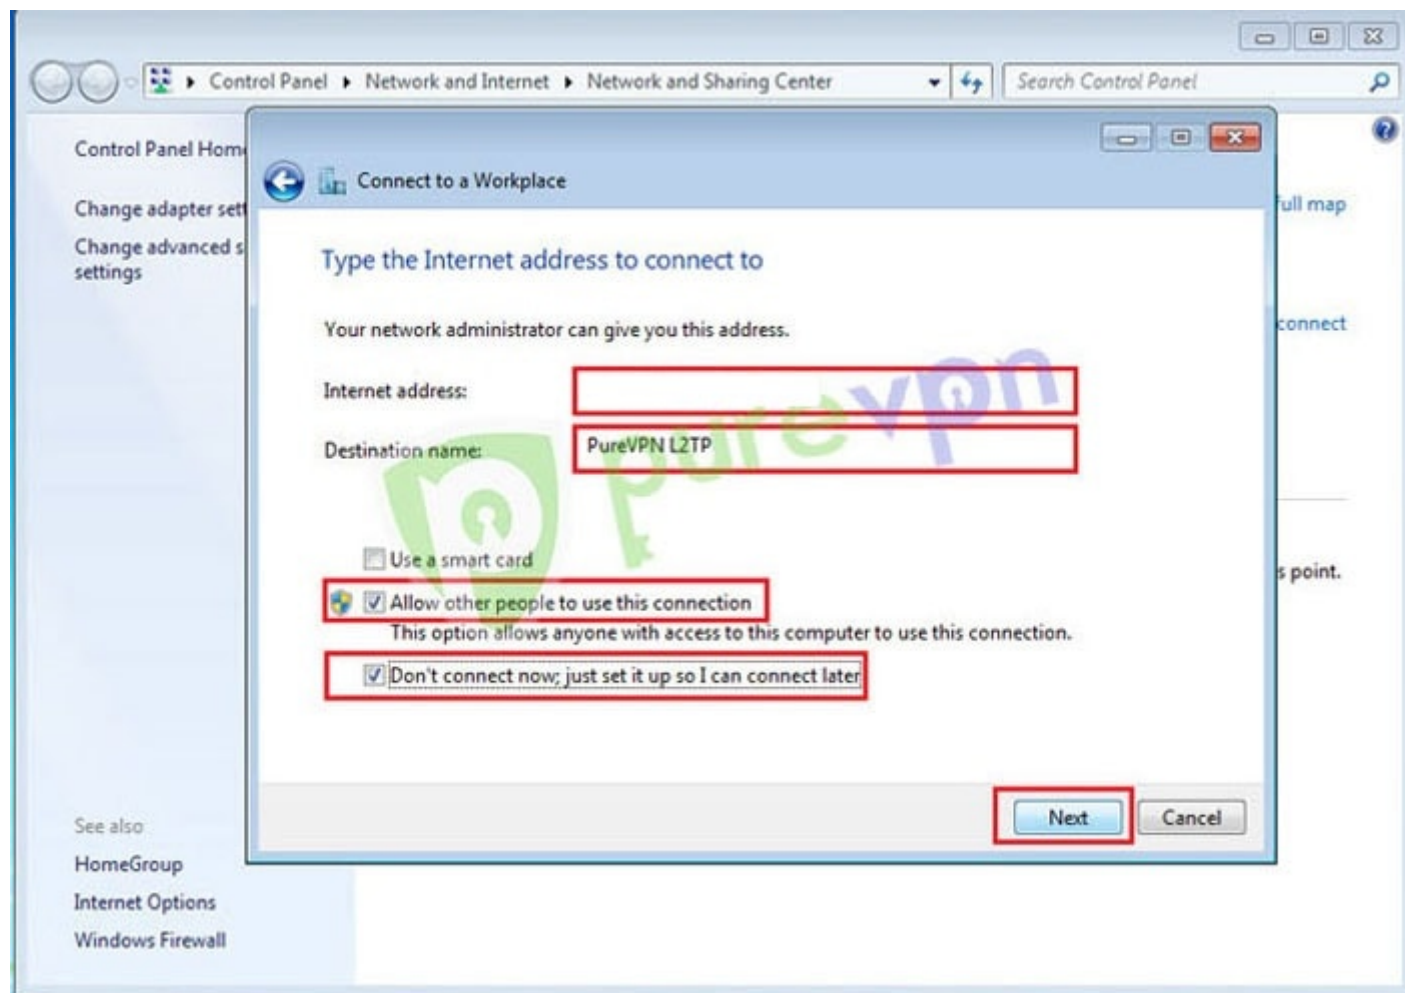 Control Panel ▸ Network and Internet ▸ Network and Sharing Center
Search Control Panel
Control Panel Hom
Change adapter sett
Change advanced s
settings
See also
HomeGroup
Internet Options
Windows Firewall
Connect to a Workplace
Type the Internet address to connect to
Your network administrator can give you this address.
Internet address:
Destination name: PureVPN L2TP
Use a smart card
Allow other people to use this connection
This option allows anyone with access to this computer to use this connection.
Don't connect now; just set it up so I can connect later
Next Cancel
purevpn
full map
connect
s point.